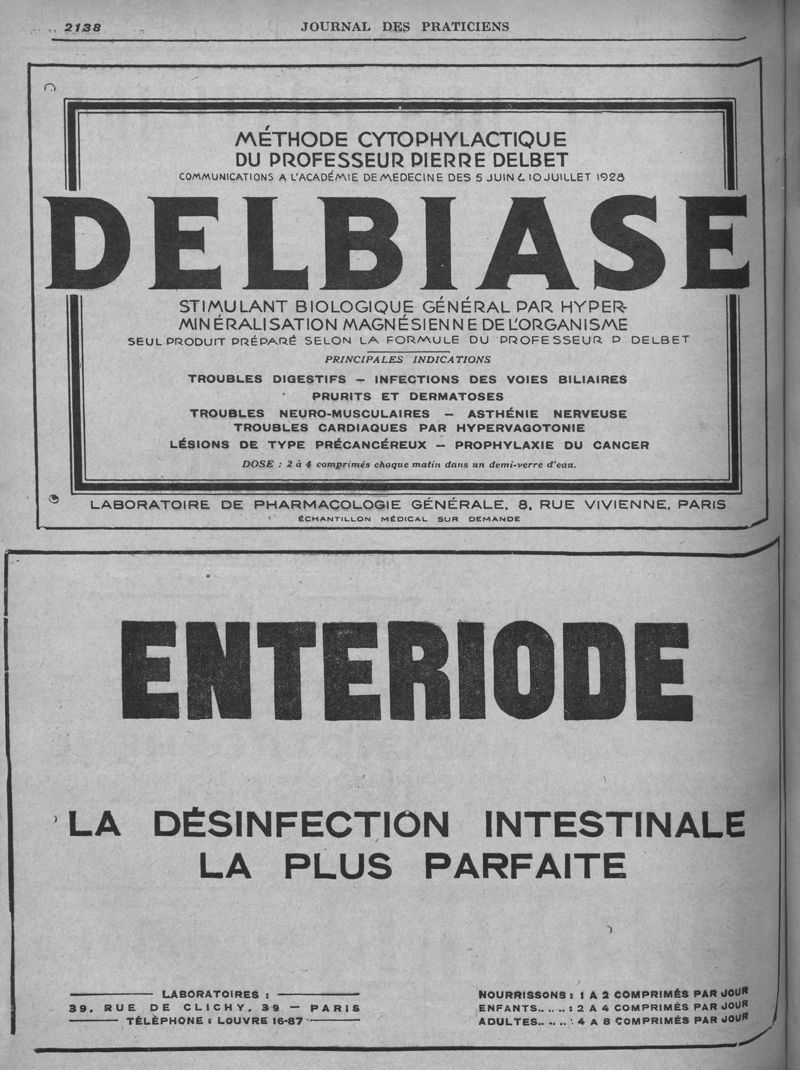 2138
JOURNAL DES PRATICIENS
MÉTHODE CYTOPHYLACTIQUE
DU PROFESSEUR PIERRE DELBET
COMMUNICATIONS A L'ACADÉMIE DE MEDECINE DES 5 JUIN & 10 JUILLET 1928
DELBIASE
STIMULANT BIOLOGIQUE GÉNÉRAL PAR HYPER-
MINÉRALISATION MAGNÉSIENNE DE L'ORGANISME
SEUL PRODUIT PRÉPARÉ SELON LA FORMULE DU PROFESSEUR P. DELBET
PRINCIPALES INDICATIONS
TROUBLES DIGESTIFS — INFECTIONS DES VOIES BILIAIRES
PRURITS ET DERMATOSES
TROUBLES NEURO-MUSCULAIRES — ASTHÉNIE NERVEUSE
TROUBLES CARDIAQUES PAR HYPERVAGOTONIE
LÉSIONS DE TYPE PRÉCANCÉREUX — PROPHYLAXIE DU CANCER
DOSE : 2 à 4 comprimés chaque matin dans un demi-verre d'eau.
LABORATOIRE DE PHARMACOLOGIE GÉNÉRALE, 8, RUE VIVIENNE, PARIS
ÉCHANTILLON MÉDICAL SUR DEMANDE
ENTERIODE
LA DÉSINFECTION INTESTINALE
LA PLUS PARFAITE
LABORATOIRES :
39, RUE DE CLICHY, 39 — PARIS
TÉLÈPHONE : LOUVRE 16-87
NOURRISSONS : 1 A 2 COMPRIMÉS PAR JOUR
ENFANTS..... : 2 A 4 COMPRIMÉS PAR JOUR
ADULTES..... : 4 A 8 COMPRIMÉS PAR JOUR